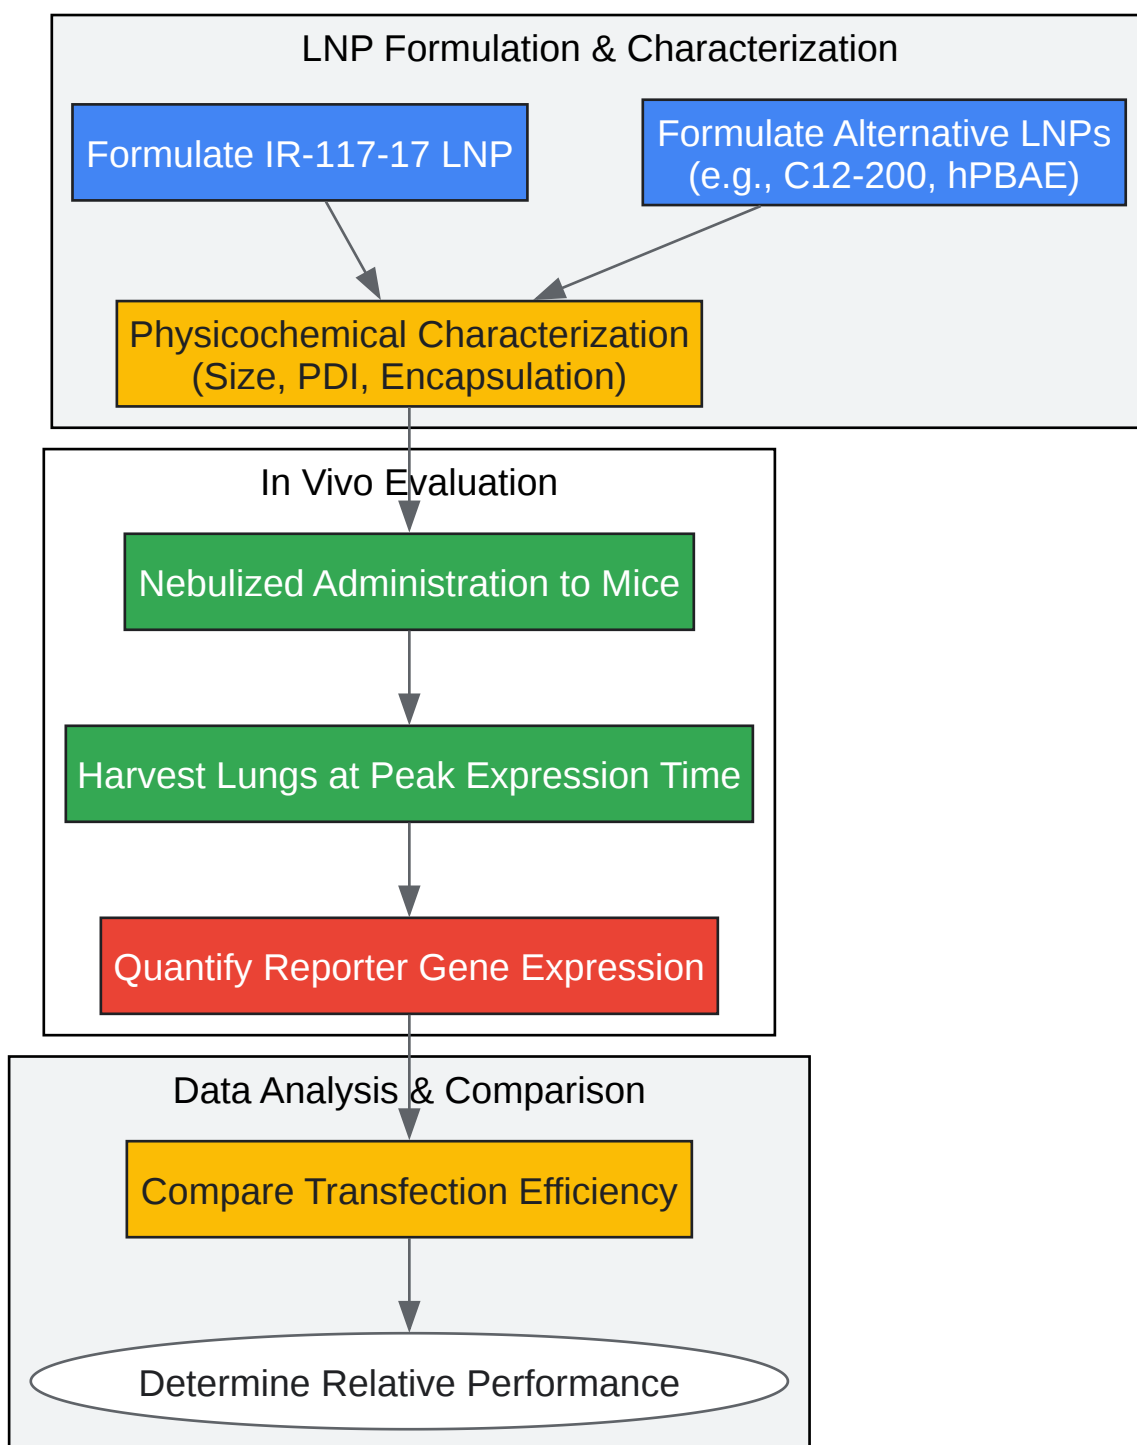 LNP Formulation & Characterization
Formulate IR-117-17 LNP
Formulate Alternative LNPs
(e.g., C12-200, hPBAE)
Physicochemical Characterization
(Size, PDI, Encapsulation)
In Vivo Evaluation
Nebulized Administration to Mice
Harvest Lungs at Peak Expression Time
Quantify Reporter Gene Expression
Data Analysis & Comparison
Compare Transfection Efficiency
Determine Relative Performance